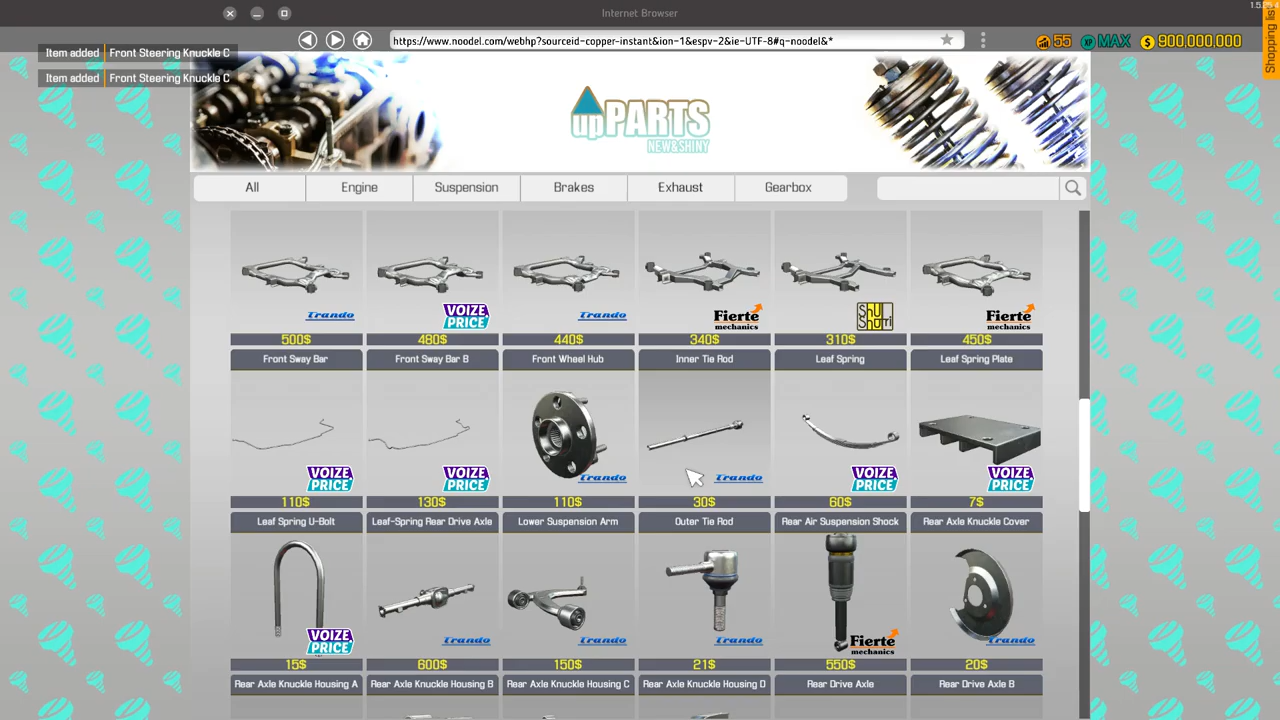 Internet Browser
1.5.25.4
Shopping list
https://www.noodel.com/webhp?sourceid-copper-instant&ion-1&espv-2&ie-UTF-8#q-noodel&*
55 XP MAX $ 900,000,000
Item added Front Steering Knuckle C
Item added Front Steering Knuckle C
upPARTS
NEW&SHINY
All Engine Suspension Brakes Exhaust Gearbox
Trando VOIZE PRICE Trando Fierte mechanics Shu Shuri Fierte mechanics
500$ 480$ 440$ 340$ 310$ 450$
Front Sway Bar Front Sway Bar B Front Wheel Hub Inner Tie Rod Leaf Spring Leaf Spring Plate
VOIZE PRICE VOIZE PRICE Trando Trando VOIZE PRICE VOIZE PRICE
110$ 130$ 110$ 30$ 60$ 7$
Leaf Spring U-Bolt Leaf-Spring Rear Drive Axle Lower Suspension Arm Outer Tie Rod Rear Air Suspension Shock Rear Axle Knuckle Cover
VOIZE PRICE Trando Trando Trando Fierte mechanics Trando
15$ 600$ 150$ 21$ 550$ 20$
Rear Axle Knuckle Housing A Rear Axle Knuckle Housing B Rear Axle Knuckle Housing C Rear Axle Knuckle Housing D Rear Drive Axle Rear Drive Axle B